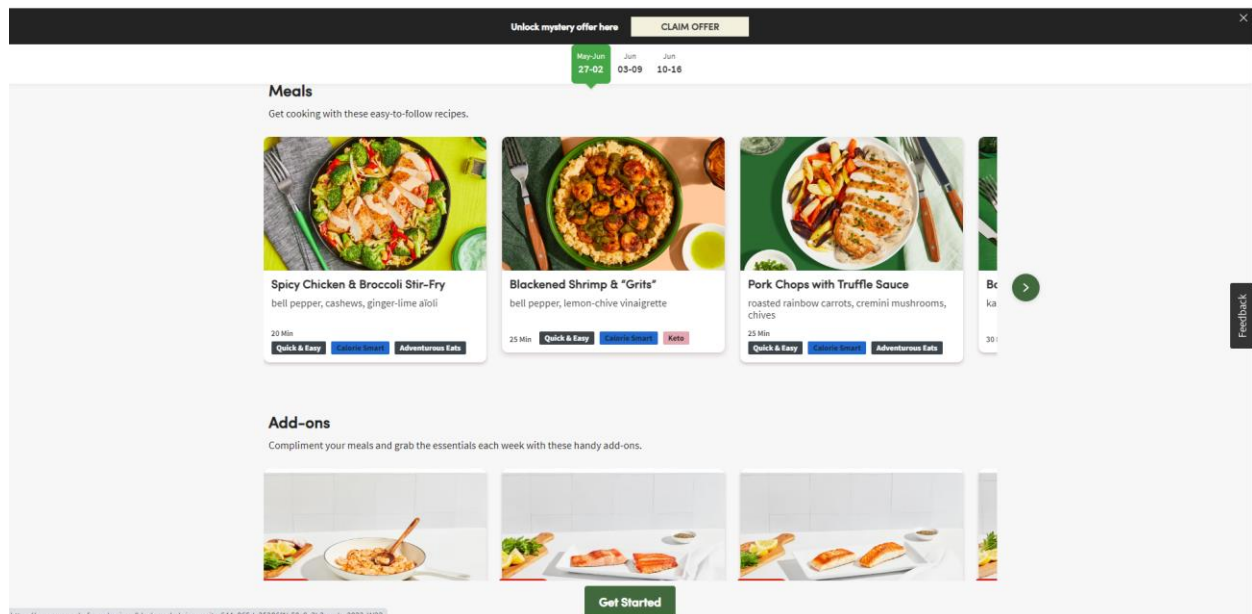 Unlock mystery offer here CLAIM OFFER
May-Jun Jun Jun
27-02 03-09 10-16
Meals
Get cooking with these easy-to-follow recipes.
Spicy Chicken & Broccoli Stir-Fry
bell pepper, cashews, ginger-lime aïoli
20 Min
Quick & Easy Calorie Smart Adventurous Eats
Blackened Shrimp & "Grits"
bell pepper, lemon-chive vinaigrette
25 Min Quick & Easy Calorie Smart Keto
Pork Chops with Truffle Sauce
roasted rainbow carrots, cremini mushrooms,
chives
25 Min
Quick & Easy Calorie Smart Adventurous Eats
Feedback
Add-ons
Compliment your meals and grab the essentials each week with these handy add-ons.
Get Started